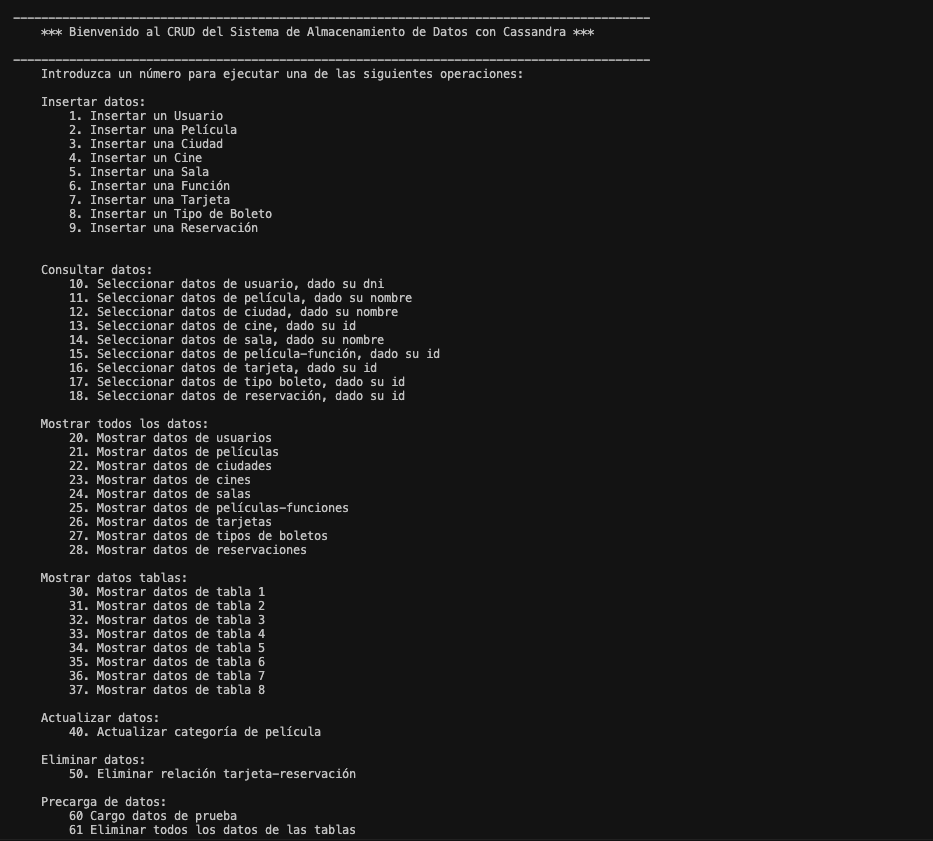 *** Bienvenido al CRUD del Sistema de Almacenamiento de Datos con Cassandra ***
Introduzca un número para ejecutar una de las siguientes operaciones:
Insertar datos:
1. Insertar un Usuario
2. Insertar una Película
3. Insertar una Ciudad
4. Insertar un Cine
5. Insertar una Sala
6. Insertar una Función
7. Insertar una Tarjeta
8. Insertar un Tipo de Boleto
9. Insertar una Reservación
Consultar datos:
10. Seleccionar datos de usuario, dado su dni
11. Seleccionar datos de película, dado su nombre
12. Seleccionar datos de ciudad, dado su nombre
13. Seleccionar datos de cine, dado su id
14. Seleccionar datos de sala, dado su nombre
15. Seleccionar datos de película-función, dado su id
16. Seleccionar datos de tarjeta, dado su id
17. Seleccionar datos de tipo boleto, dado su id
18. Seleccionar datos de reservación, dado su id
Mostrar todos los datos:
20. Mostrar datos de usuarios
21. Mostrar datos de películas
22. Mostrar datos de ciudades
23. Mostrar datos de cines
24. Mostrar datos de salas
25. Mostrar datos de películas-funciones
26. Mostrar datos de tarjetas
27. Mostrar datos de tipos de boletos
28. Mostrar datos de reservaciones
Mostrar datos tablas:
30. Mostrar datos de tabla 1
31. Mostrar datos de tabla 2
32. Mostrar datos de tabla 3
33. Mostrar datos de tabla 4
34. Mostrar datos de tabla 5
35. Mostrar datos de tabla 6
36. Mostrar datos de tabla 7
37. Mostrar datos de tabla 8
Actualizar datos:
40. Actualizar categoría de película
Eliminar datos:
50. Eliminar relación tarjeta-reservación
Precarga de datos:
60 Cargo datos de prueba
61 Eliminar todos los datos de las tablas